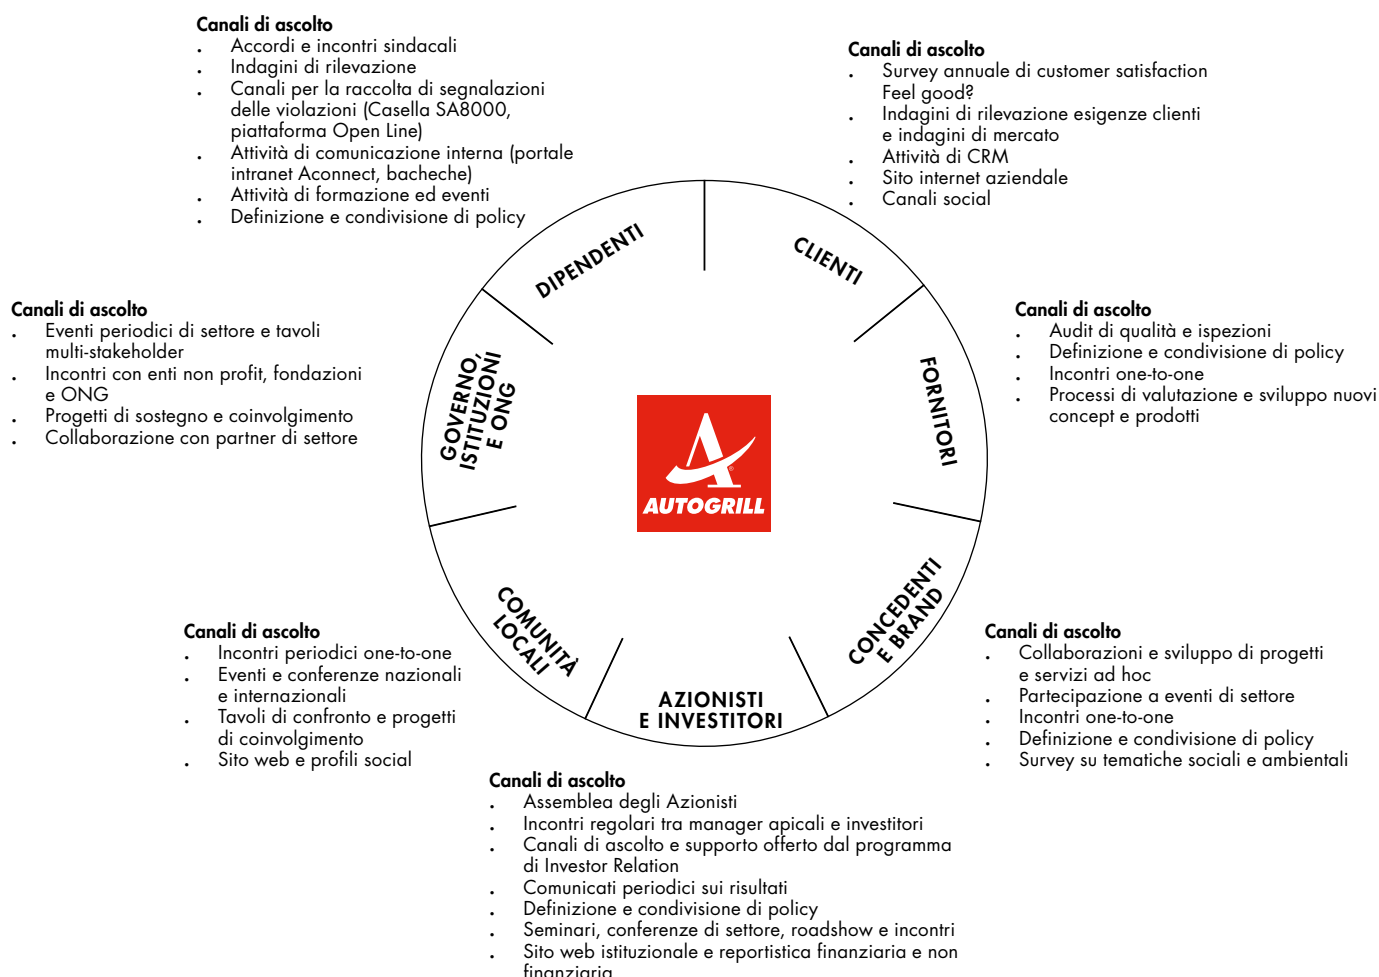 Canali di ascolto
. Accordi e incontri sindacali
. Indagini di rilevazione
. Canali per la raccolta di segnalazioni
delle violazioni (Casella SA8000,
piattaforma Open Line)
. Attività di comunicazione interna (portale
intranet Aconnect, bacheche)
. Attività di formazione ed eventi
. Definizione e condivisione di policy
Canali di ascolto
. Survey annuale di customer satisfaction
Feel good?
. Indagini di rilevazione esigenze clienti
e indagini di mercato
. Attività di CRM
. Sito internet aziendale
. Canali social
DIPENDENTI
CLIENTI
Canali di ascolto
. Eventi periodici di settore e tavoli
multi-stakeholder
. Incontri con enti non profit, fondazioni
e ONG
. Progetti di sostegno e coinvolgimento
. Collaborazione con partner di settore
GOVERNO,
ISTITUZIONI
E ONG
A®
AUTOGRILL
FORNITORI
Canali di ascolto
. Audit di qualità e ispezioni
. Definizione e condivisione di policy
. Incontri one-to-one
. Processi di valutazione e sviluppo nuovi
concept e prodotti
Canali di ascolto
. Incontri periodici one-to-one
. Eventi e conferenze nazionali
e internazionali
. Tavoli di confronto e progetti
di coinvolgimento
. Sito web e profili social
COMUNITÀ
LOCALI
AZIONISTI
E INVESTITORI
CONCEDENTI
E BRAND
Canali di ascolto
. Collaborazioni e sviluppo di progetti
e servizi ad hoc
. Partecipazione a eventi di settore
. Incontri one-to-one
. Definizione e condivisione di policy
. Survey su tematiche sociali e ambientali
Canali di ascolto
. Assemblea degli Azionisti
. Incontri regolari tra manager apicali e investitori
. Canali di ascolto e supporto offerto dal programma
di Investor Relation
. Comunicati periodici sui risultati
. Definizione e condivisione di policy
. Seminari, conferenze di settore, roadshow e incontri
. Sito web istituzionale e reportistica finanziaria e non
finanziaria